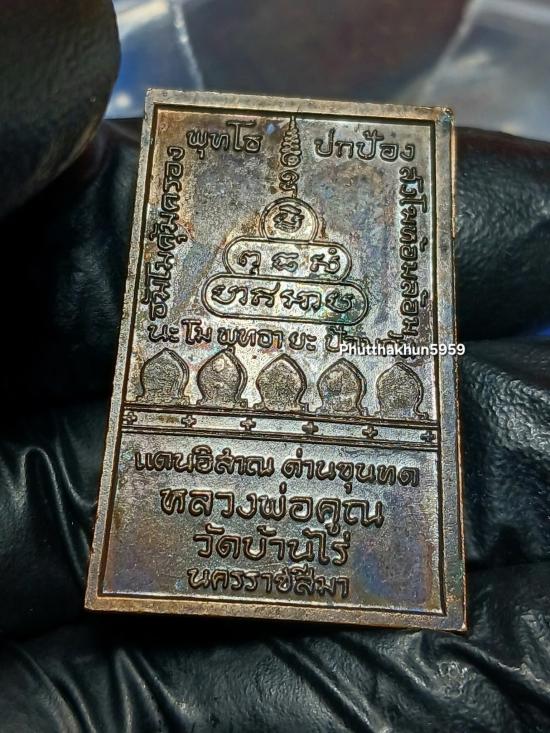 พุทโธ ปกป้อง
ธัมโมคุ้มครอง
สังโฆห้อมล้อม
นะ โม พุทธา ยะ
Phutthakhun5959
แดนอิสาณ ด่านขุนทด
หลวงพ่อคูณ
วัดบ้านไร่
นครราชสีมา